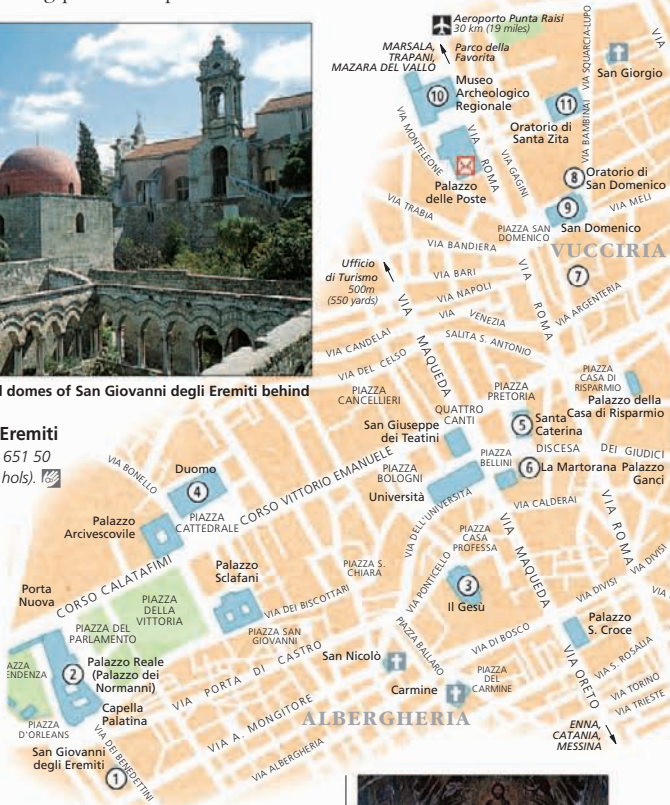 Aeroporto Punta Raisi
30 km (19 miles)
MARSALA,
TRAPANI,
MAZARA DEL VALLO
Parco della
Favorita
VIA SQUARCIA-LUPO
VIA
San Giorgio
10
Museo
Archeologico
Regionale
11
Oratorio di
Santa Zita
VIA BAMBINAI
VIA MONTELEONE
VIA ROMA
VIA GAGINI
Palazzo
delle Poste
8
Oratorio di
San Domenico
9
VIA MELI
VIA TRABIA
PIAZZA SAN
DOMENICO
San Domenico
VIA BANDIERA
VUCCIRIA
7
Ufficio
di Turismo
500m
(550 yards)
VIA BARI
VIA NAPOLI
VIA ROMA
VIA ARGENTERIA
VIA VENEZIA
VIA MAQUEDA
SALITA S. ANTONIO
VIA CANDELAI
VIA DEL CELSO
domes of San Giovanni degli Eremiti behind
PIAZZA
CANCELLIERI
PIAZZA
PRETORIA
PIAZZA
CASA DI
RISPARMIO
Palazzo della
Casa di Risparmio
QUATTRO
CANTI
5
Santa
Caterina
San Giuseppe
dei Teatini
Eremiti
651 50
hols).
DISCESA DEI GIUDICI
PIAZZA
BELLINI
6
La Martorana
Palazzo
Ganci
VIA BONELLO
Duomo
4
CORSO VITTORIO EMANUELE
PIAZZA
BOLOGNI
Università
VIA CALDERAI
PIAZZA
CATTEDRALE
Palazzo
Arcivescovile
VIA DELL'UNIVERSITÀ
PIAZZA
CASA
PROFESSA
VIA MAQUEDA
VIA ROMA
Porta
Nuova
CORSO CALATAFIMI
Palazzo
Sclafani
PIAZZA S.
CHIARA
VIA PONTICELLO
3
Il Gesù
VIA DIVISI
VIA DIVISI
VIA
PIAZZA
DELLA
VITTORIA
VIA DEI BISCOTTARI
PIAZZA DEL
PARLAMENTO
PIAZZA SAN
GIOVANNI
PIAZZA BALLARO
VIA DI BOSCO
Palazzo
S. Croce
2
Palazzo Reale
(Palazzo dei
Normanni)
VIA PORTA DI CASTRO
San Nicolò
Carmine
PIAZZA
DEL
CARMINE
VIA S. ROSALIA
VIA TORINO
VIA TRIESTE
VIA ORETO
Capella
Palatina
PIAZZA
D'ORLEANS
VIA A. MONGITORE
ALBERGHERIA
ENNA,
CATANIA,
MESSINA
San Giovanni
degli Eremiti
1
VIA DEI BENEDETTINI
VIA ALBERGHERIA